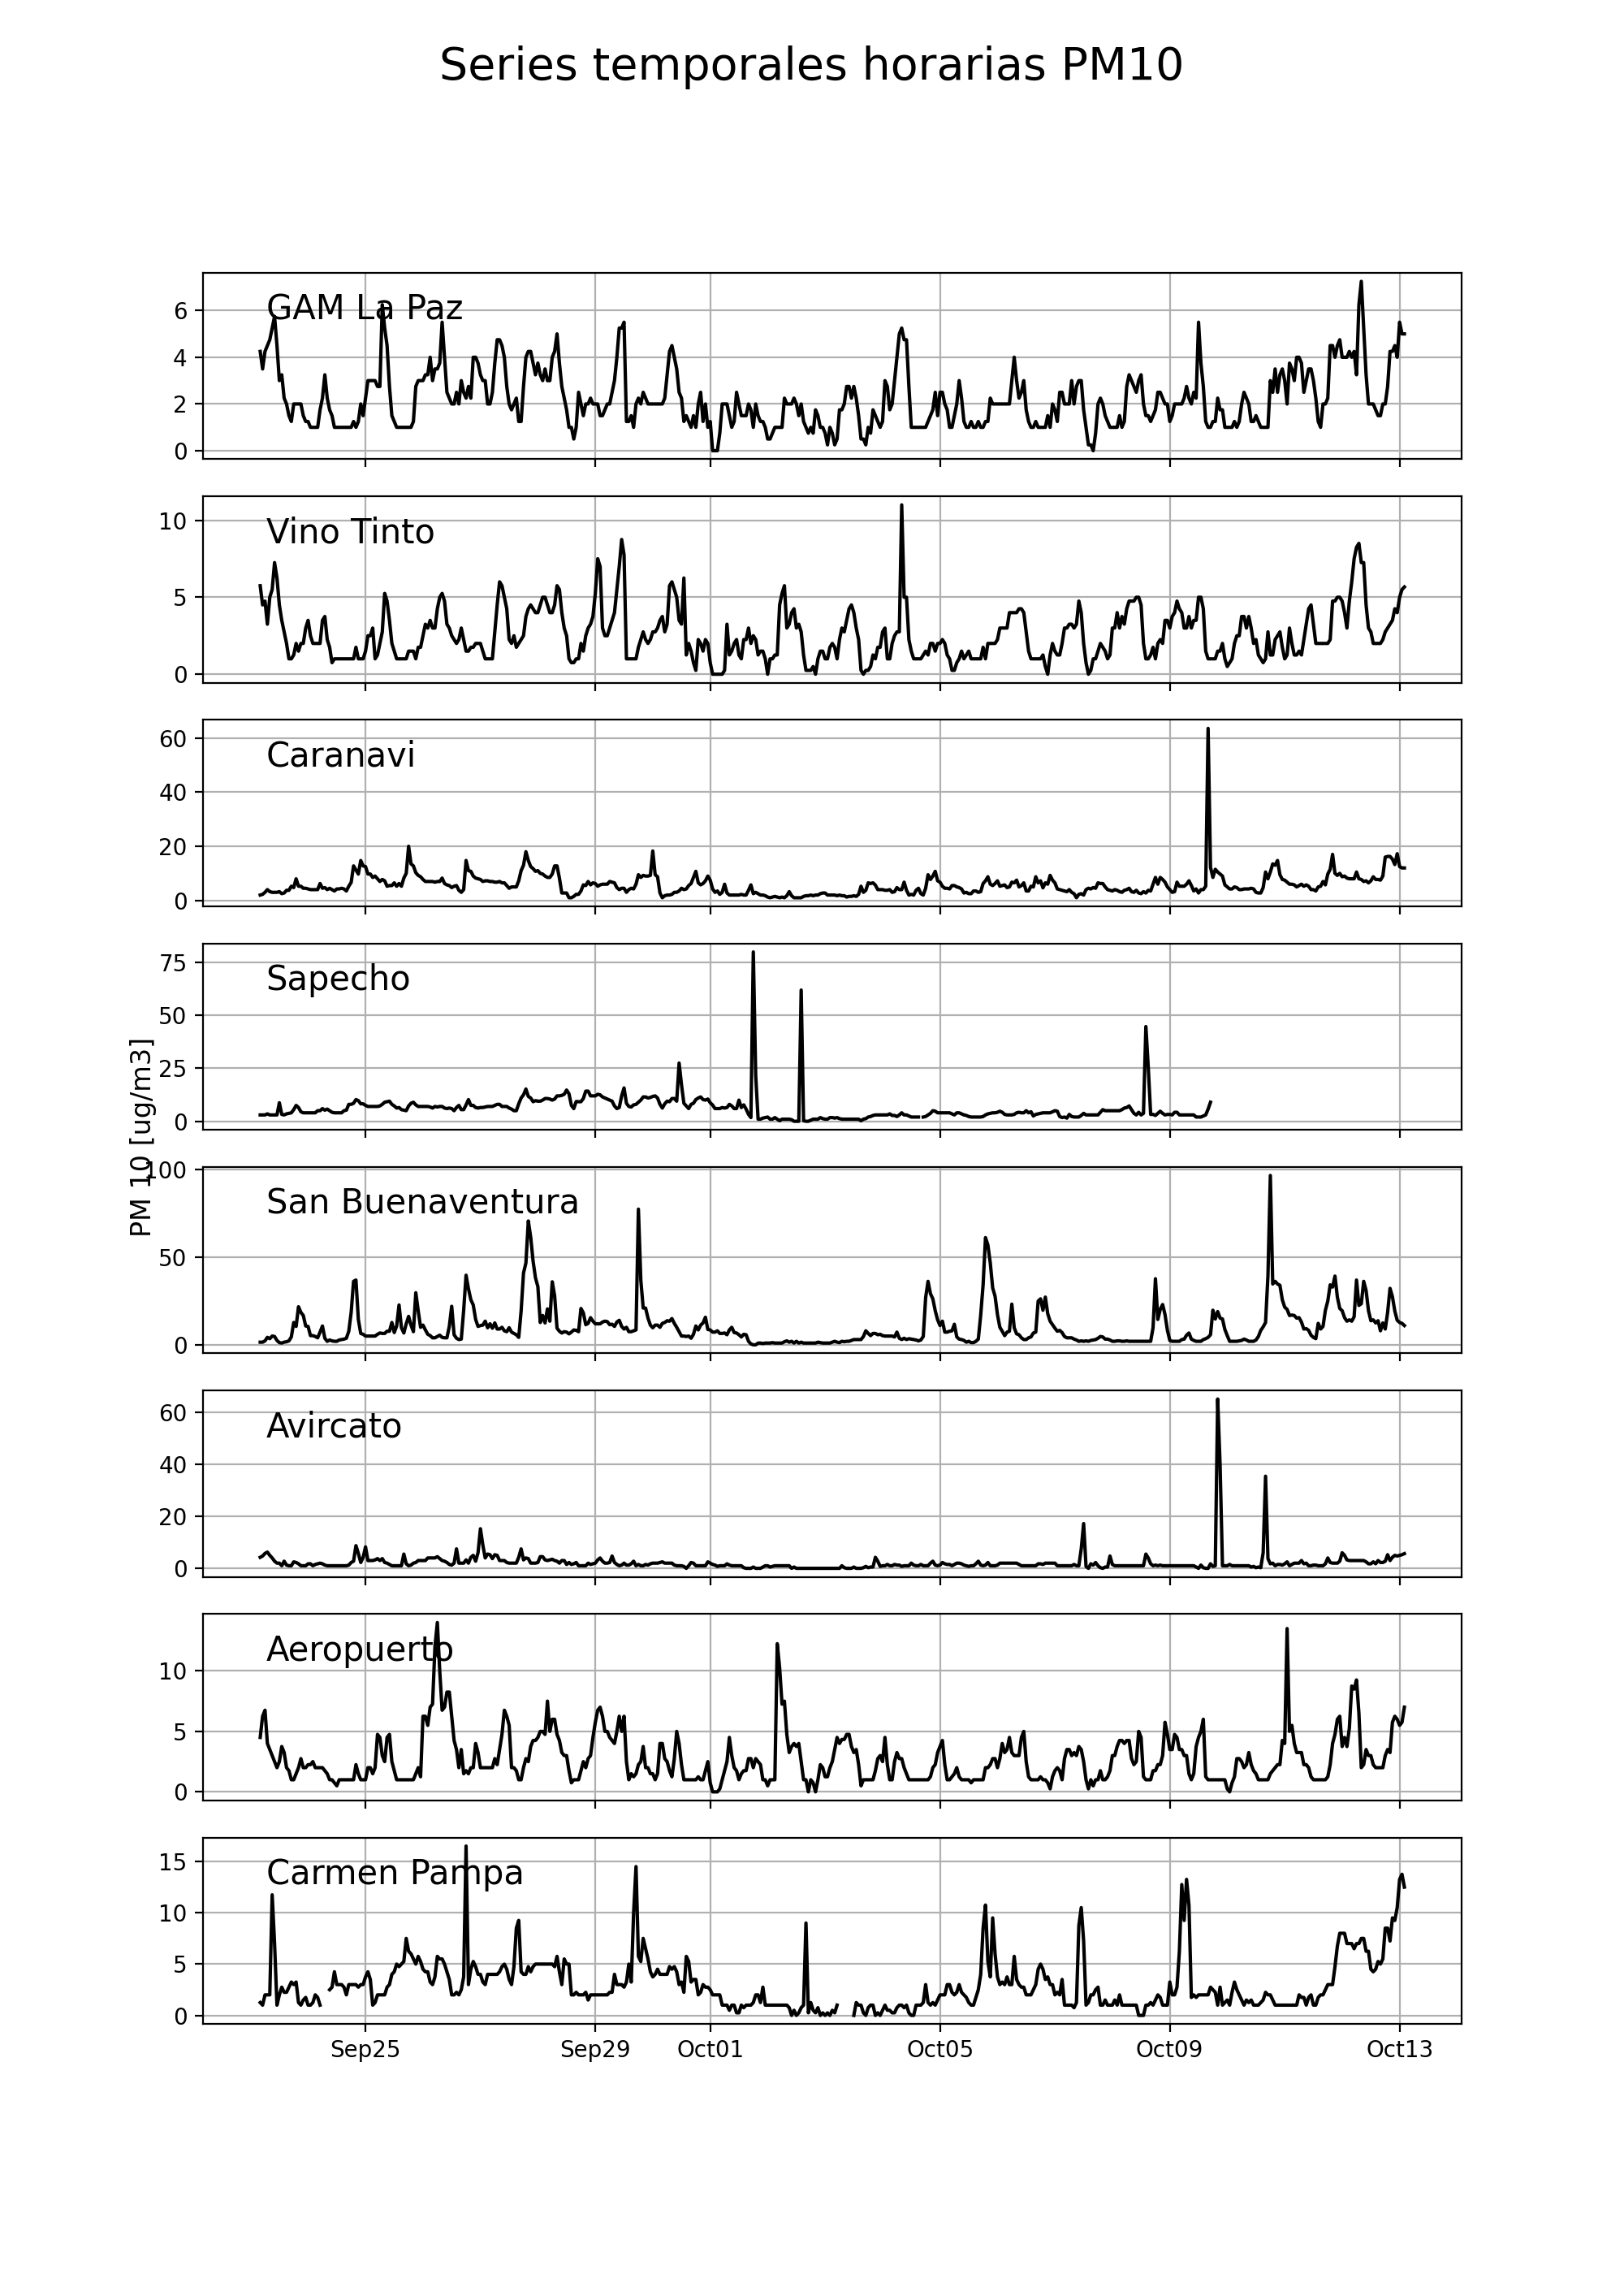 Series temporales horarias PM10
GAM La Paz
6
4
2
0
Vino Tinto
10
5
0
Caranavi
60
40
20
0
Sapecho
75
50
25
0
PM 10 [ug/m3]
San Buenaventura
100
50
0
Avircato
60
40
20
0
Aeropuerto
10
5
0
Carmen Pampa
15
10
5
0
Sep25 Sep29 Oct01 Oct05 Oct09 Oct13